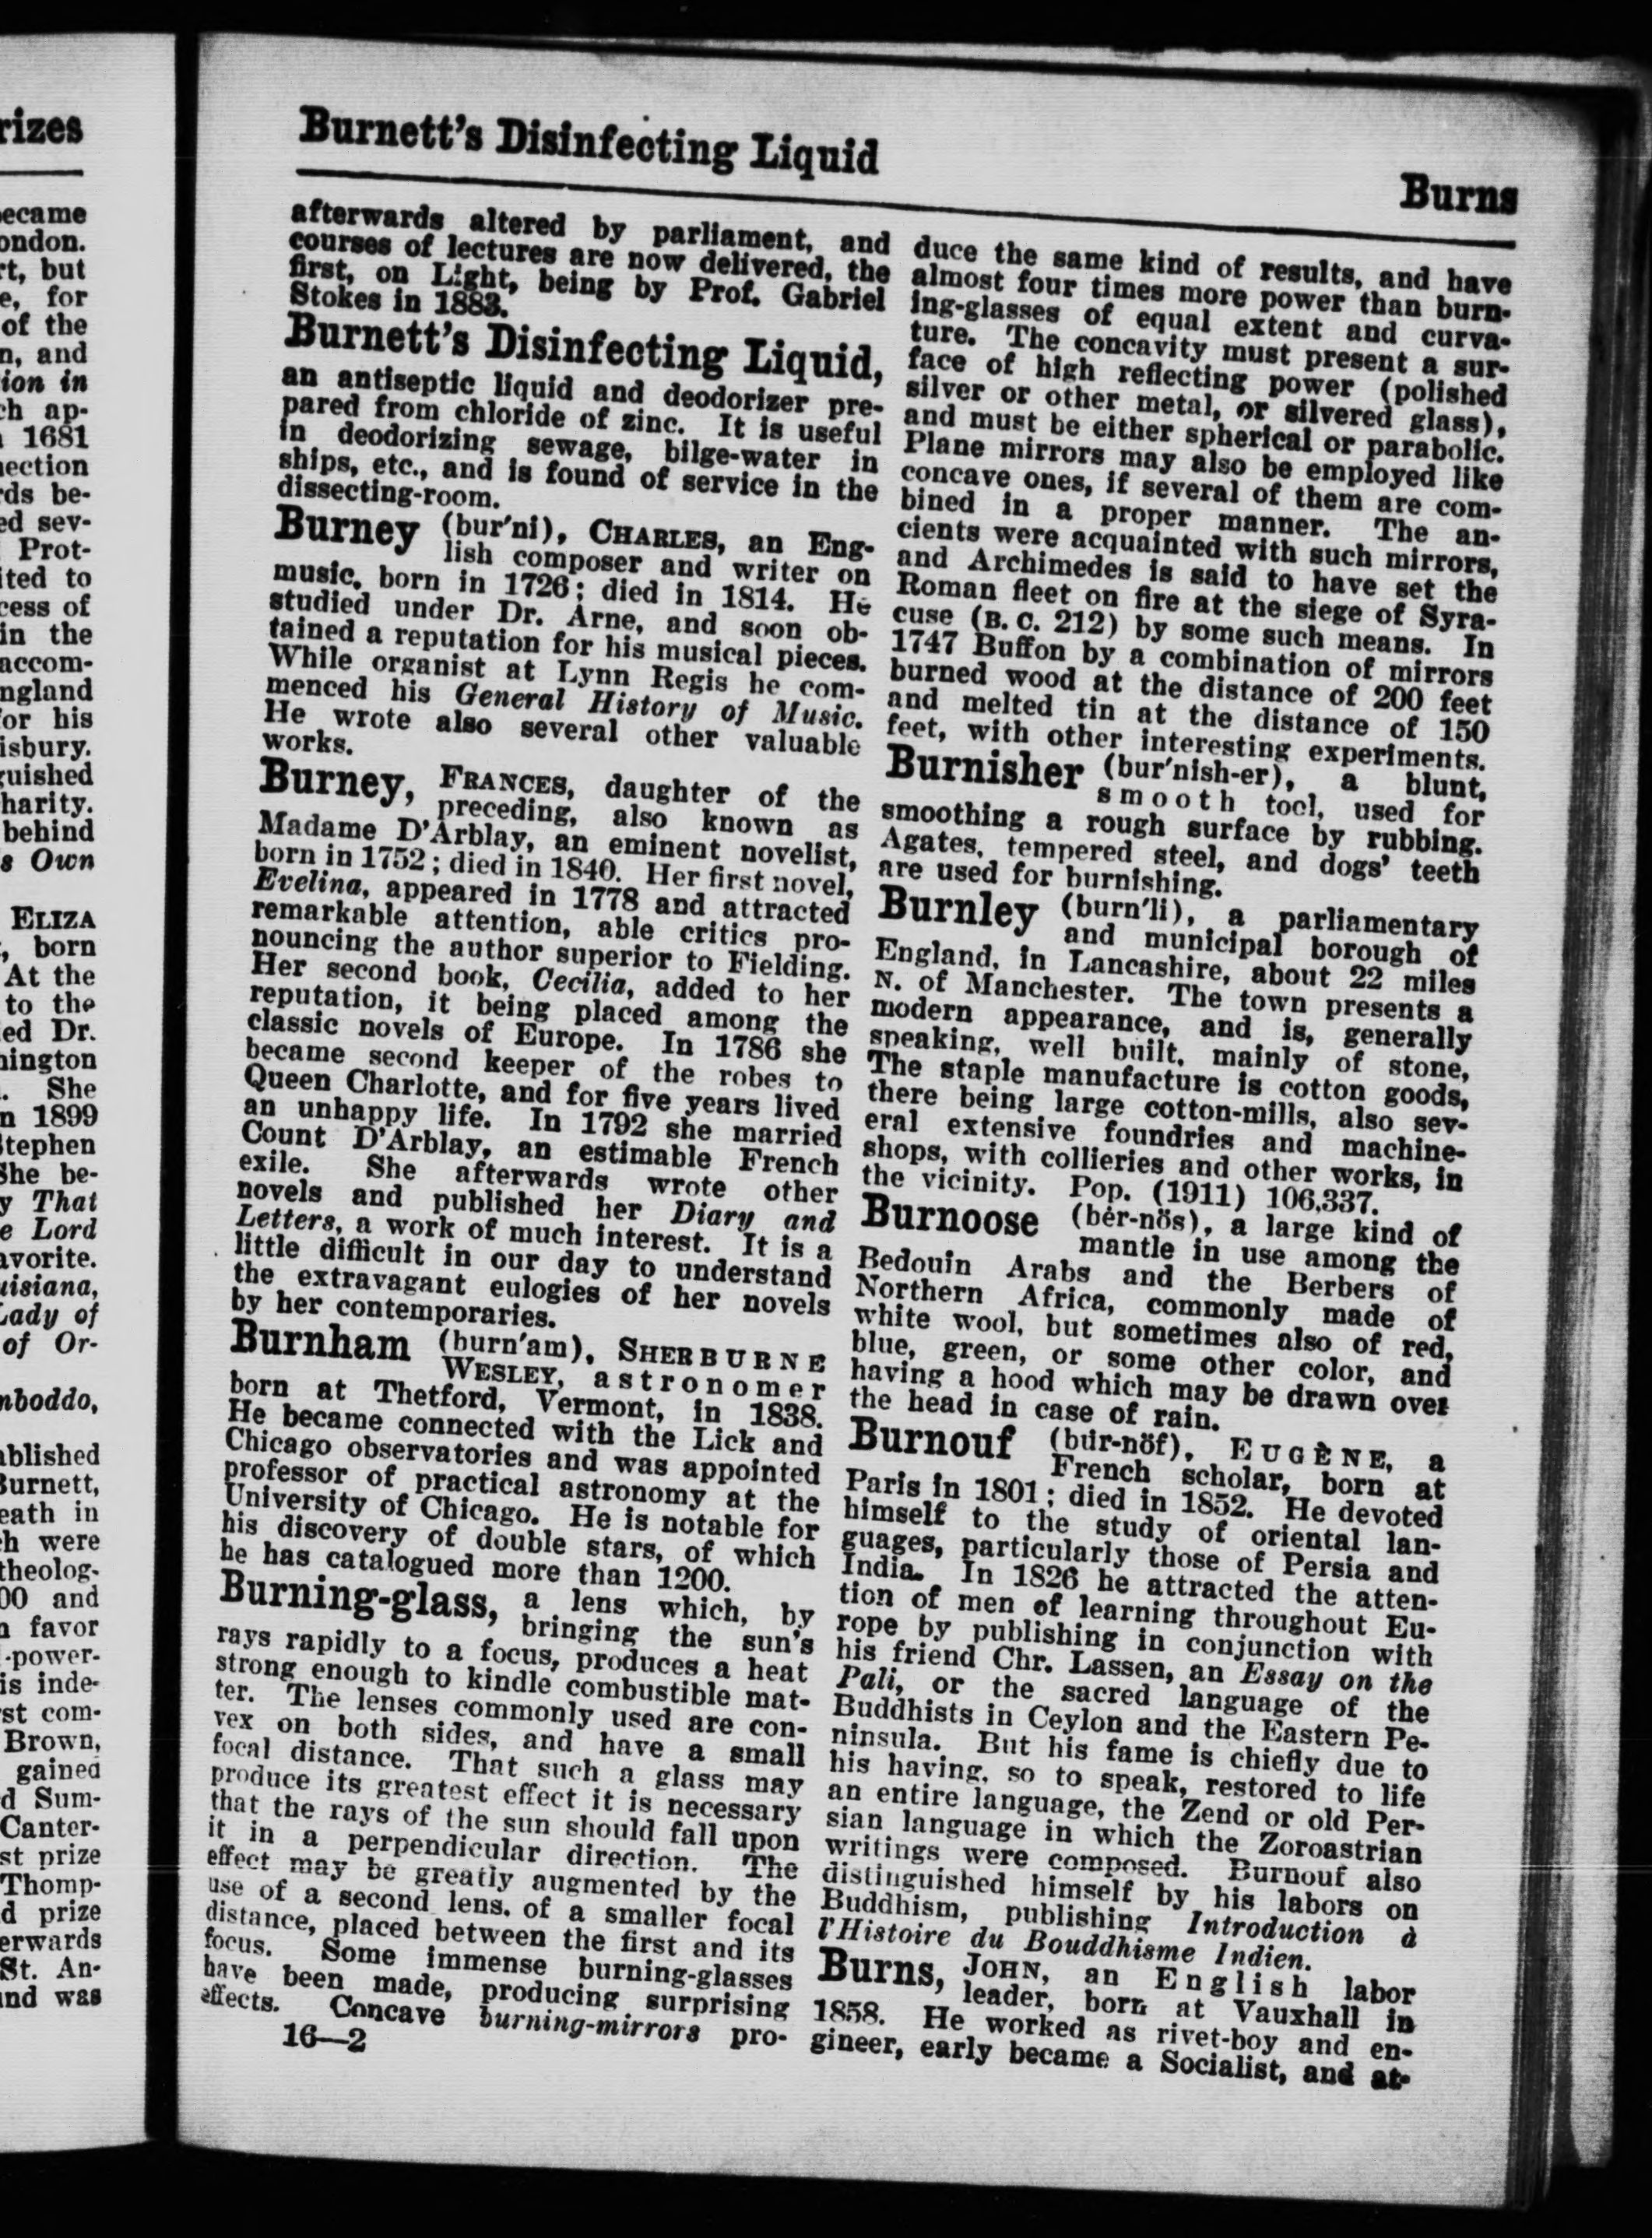 rizes
ecame
ondon.
rt, but
e, for
of the
n, and
ion in
ch ap-
1681
nection
rds be-
ed sev-
Prot-
ited to
cess of
in the
accom-
ngland
or his
isbury.
guished
harity.
behind
s Own
ELIZA
, born
At the
to the
ed Dr.
nington
. She
n 1899
Stephen
She be-
y That
e Lord
avorite.
uisiana,
Lady of
of Or-
nboddo,
ablished
Burnett,
eath in
ch were
theolog-
00 and
n favor
-power-
is inde-
st com-
Brown,
gained
d Sum-
Canter-
st prize
Thomp-
d prize
erwards
St. An-
and was
Burnett's Disinfecting Liquid
Burns
afterwards altered by parliament, and
courses of lectures are now delivered, the
first, on Light, being by Prof. Gabriel
Stokes in 1883.
Burnett's Disinfecting Liquid,
an antiseptic liquid and deodorizer pre-
pared from chloride of zinc. It is useful
in deodorizing sewage, bilge-water in
ships, etc., and is found of service in the
dissecting-room.
Burney (bur'ni), CHARLES, an Eng-
lish composer and writer on
music, born in 1726; died in 1814. He
studied under Dr. Arne, and soon ob-
tained a reputation for his musical pieces.
While organist at Lynn Regis he com-
menced his General History of Music.
He wrote also several other valuable
works.
Burney, FRANCES, daughter of the
preceding, also known as
Madame D'Arblay, an eminent novelist,
born in 1752; died in 1840. Her first novel,
Evelina, appeared in 1778 and attracted
remarkable attention, able critics pro-
nouncing the author superior to Fielding.
Her second book, Cecilia, added to her
reputation, it being placed among the
classic novels of Europe. In 1786 she
became second keeper of the robes to
Queen Charlotte, and for five years lived
an unhappy life. In 1792 she married
Count D'Arblay, an estimable French
exile. She afterwards wrote other
novels and published her Diary and
Letters, a work of much interest. It is a
little difficult in our day to understand
the extravagant eulogies of her novels
by her contemporaries.
Burnham (burn'am), SHERBURNE
WESLEY, astronomer
born at Thetford, Vermont, in 1838.
He became connected with the Lick and
Chicago observatories and was appointed
professor of practical astronomy at the
University of Chicago. He is notable for
his discovery of double stars, of which
he has catalogued more than 1200.
Burning-glass, a lens which, by
bringing the sun's
rays rapidly to a focus, produces a heat
strong enough to kindle combustible mat-
ter. The lenses commonly used are con-
vex on both sides, and have a small
focal distance. That such a glass may
produce its greatest effect it is necessary
that the rays of the sun should fall upon
it in a perpendicular direction. The
effect may be greatly augmented by the
use of a second lens, of a smaller focal
distance, placed between the first and its
focus. Some immense burning-glasses
have been made, producing surprising
effects. Concave burning-mirrors pro-
16—2
duce the same kind of results, and have
almost four times more power than burn-
ing-glasses of equal extent and curva-
ture. The concavity must present a sur-
face of high reflecting power (polished
silver or other metal, or silvered glass),
and must be either spherical or parabolic.
Plane mirrors may also be employed like
concave ones, if several of them are com-
bined in a proper manner. The an-
cients were acquainted with such mirrors,
and Archimedes is said to have set the
Roman fleet on fire at the siege of Syra-
cuse (B. C. 212) by some such means. In
1747 Buffon by a combination of mirrors
burned wood at the distance of 200 feet
and melted tin at the distance of 150
feet, with other interesting experiments.
Burnisher (bur'nish-er), a blunt,
smooth tool, used for
smoothing a rough surface by rubbing.
Agates, tempered steel, and dogs' teeth
are used for burnishing.
Burnley (burn'li), a parliamentary
and municipal borough of
England, in Lancashire, about 22 miles
N. of Manchester. The town presents a
modern appearance, and is, generally
speaking, well built, mainly of stone,
The staple manufacture is cotton goods,
there being large cotton-mills, also sev-
eral extensive foundries and machine-
shops, with collieries and other works, in
the vicinity. Pop. (1911) 106,337.
Burnoose (bėr-nös), a large kind of
mantle in use among the
Bedouin Arabs and the Berbers of
Northern Africa, commonly made of
white wool, but sometimes also of red,
blue, green, or some other color, and
having a hood which may be drawn over
the head in case of rain.
Burnouf (bür-nöf), EUGÈNE, a
French scholar, born at
Paris in 1801; died in 1852. He devoted
himself to the study of oriental lan-
guages, particularly those of Persia and
India. In 1826 he attracted the atten-
tion of men of learning throughout Eu-
rope by publishing in conjunction with
his friend Chr. Lassen, an Essay on the
Pali, or the sacred language of the
Buddhists in Ceylon and the Eastern Pe-
ninsula. But his fame is chiefly due to
his having, so to speak, restored to life
an entire language, the Zend or old Per-
sian language in which the Zoroastrian
writings were composed. Burnouf also
distinguished himself by his labors on
Buddhism, publishing Introduction à
l'Histoire du Bouddhisme Indien.
Burns, JOHN, an English labor
leader, born at Vauxhall in
1858. He worked as rivet-boy and en-
gineer, early became a Socialist, and at-